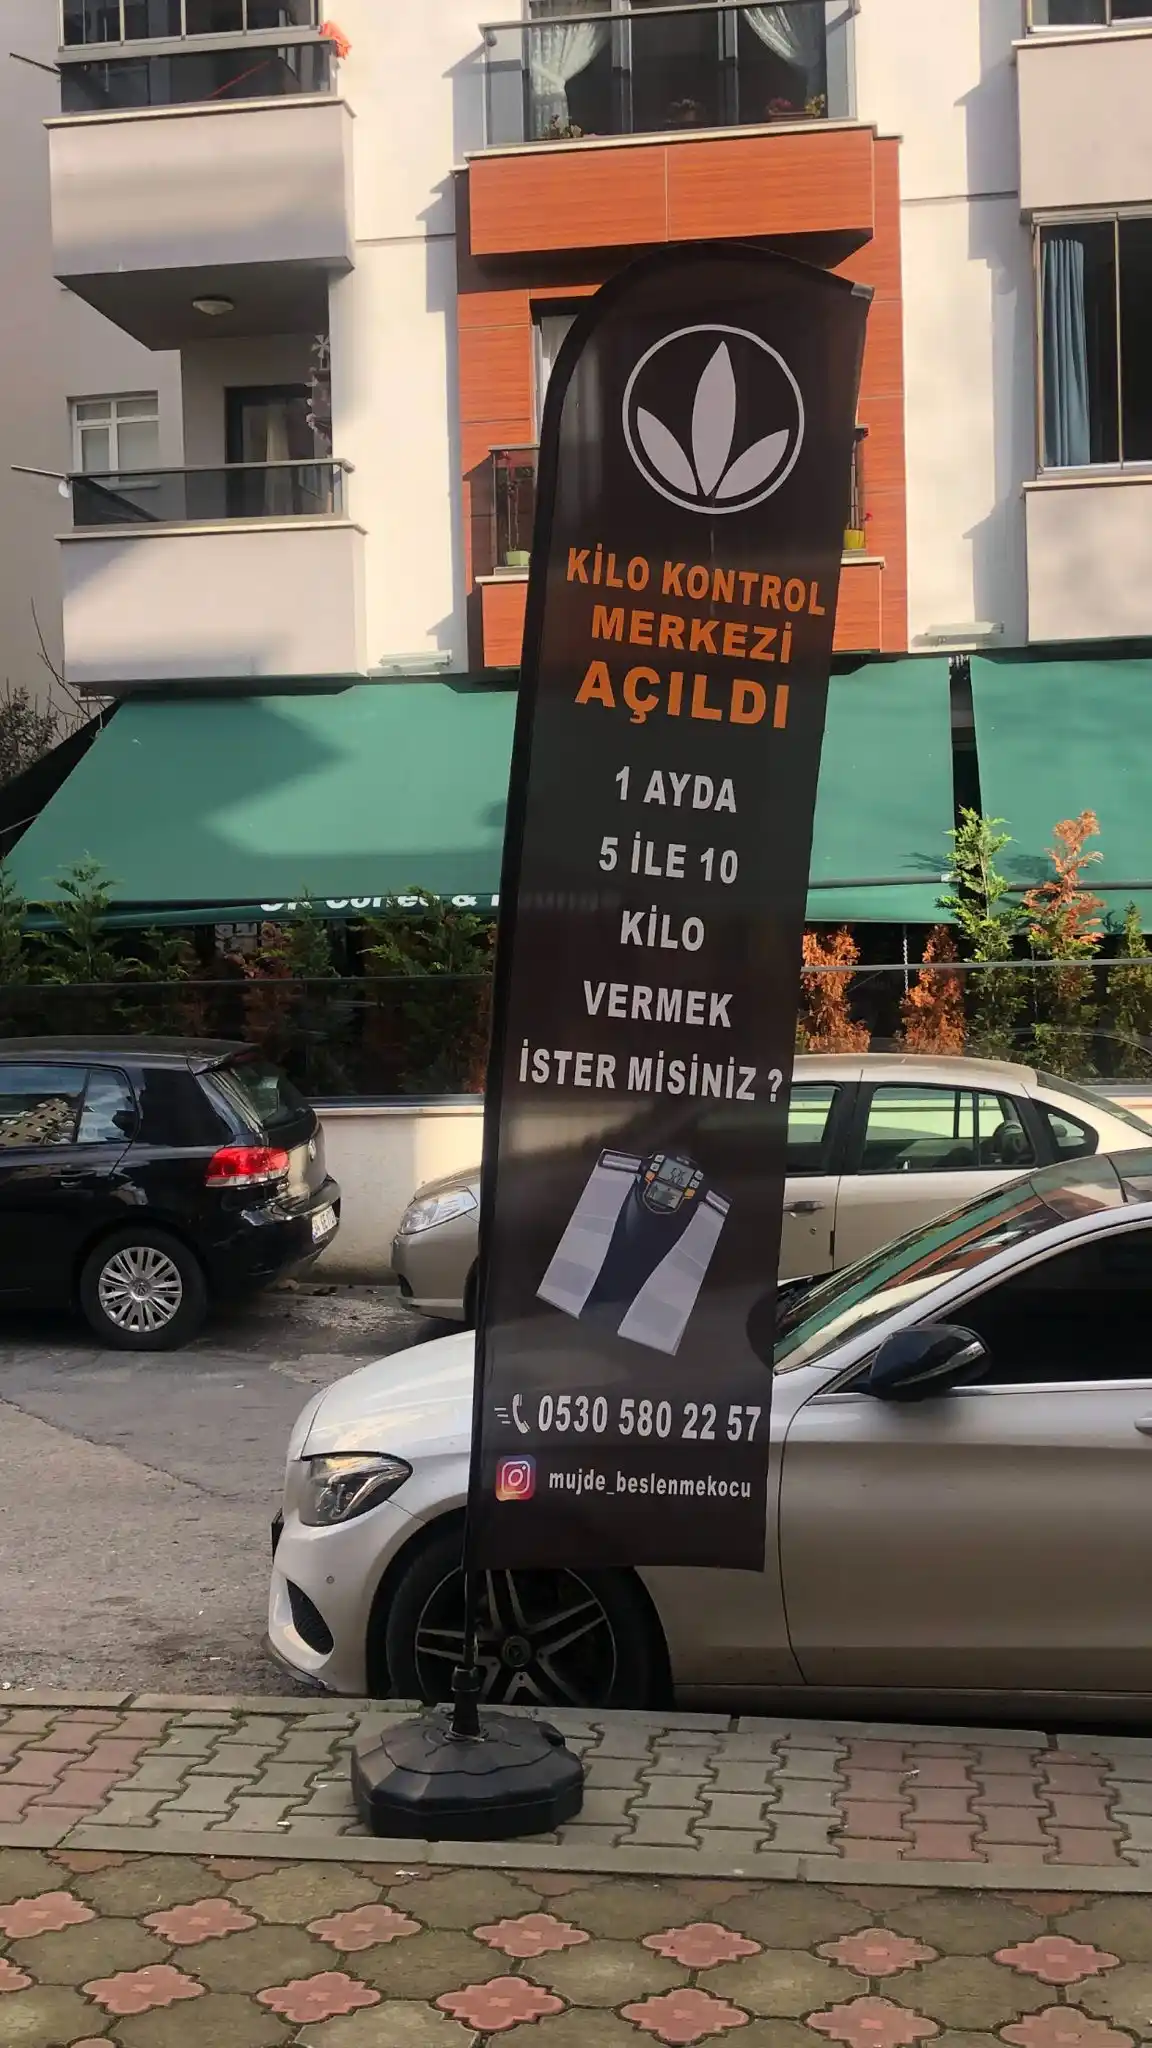 KİLO KONTROL
MERKEZİ
AÇILDI
1 AYDA
5 İLE 10
KİLO
VERMEK
İSTER MİSİNİZ ?
0530 580 22 57
mujde_beslenmekocu